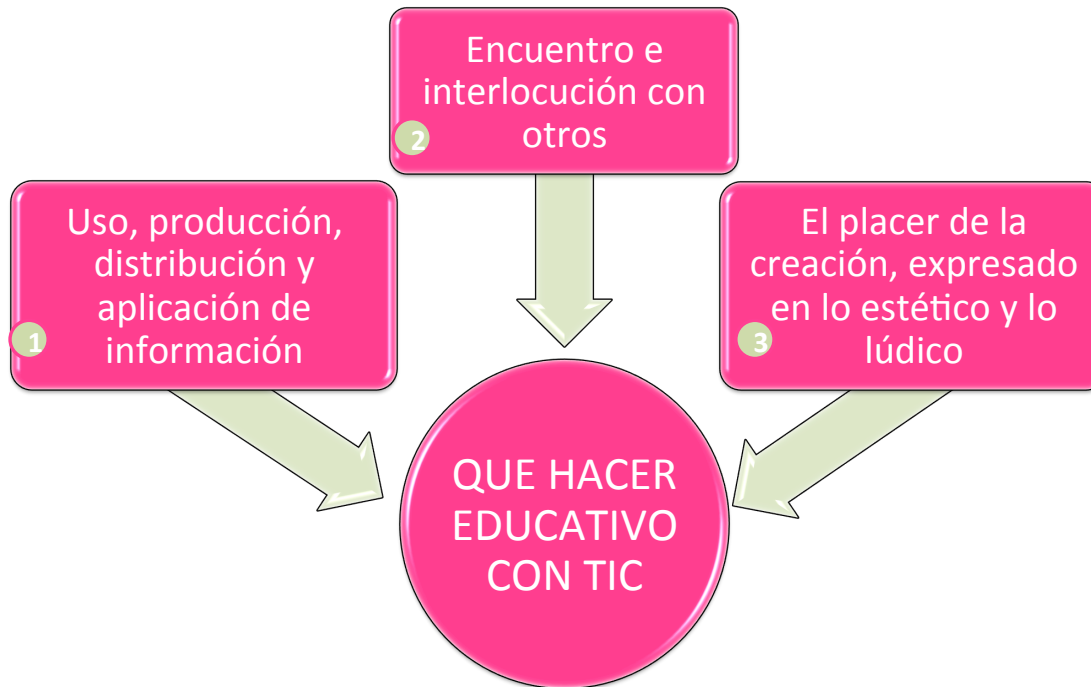 1
Uso, producción,
distribución y
aplicación de
información
2
Encuentro e
interlocución con
otros
3
El placer de la
creación, expresado
en lo estético y lo
lúdico
QUE HACER
EDUCATIVO
CON TIC